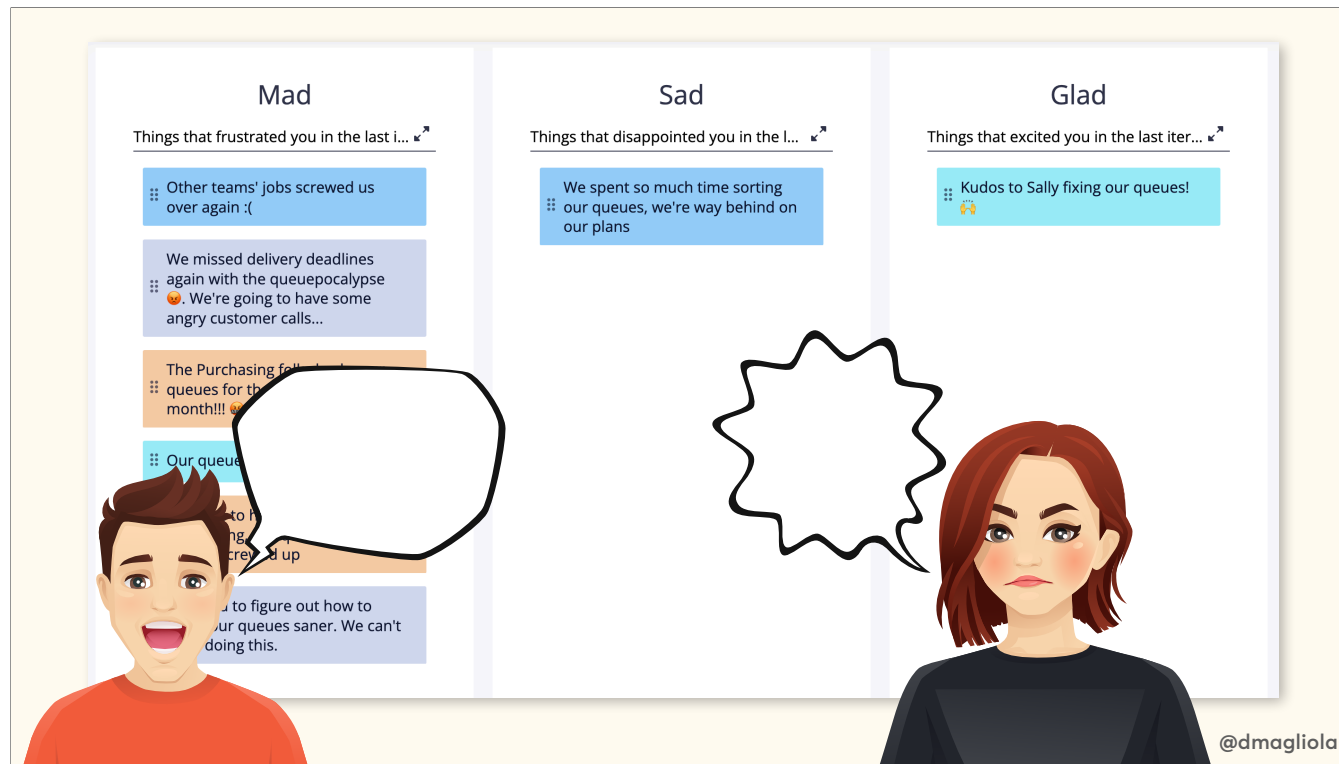 Mad
Things that frustrated you in the last i...
Other teams' jobs screwed us
over again :(
We missed delivery deadlines
again with the queuepocalypse
😡. We're going to have some
angry customer calls...
The Purchasing
queues for
month!!! 🤬
Our
to
up
to figure out how to
our queues saner. We can't
doing this.
Sad
Things that disappointed you in the l...
We spent so much time sorting
our queues, we're way behind on
our plans
Glad
Things that excited you in the last iter...
Kudos to Sally fixing our queues!
🙌
@dmagliola